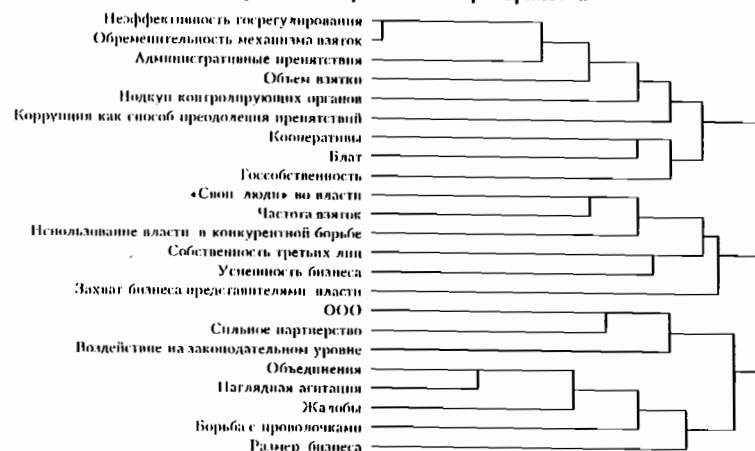 Неэффективность госрегулирования
Обременительность механизма взяток
Административные препятствия
Объем взятки
Подкуп контролирующих органов
Коррупция как способ преодоления препятствий
Кооперативы
Блат
Госсобственность
«Свои люди» во власти
Частота взяток
Использование власти в конкурентной борьбе
Собственность третьих лиц
Успешность бизнеса
Захват бизнеса представителями власти
ООО
Сильное партнерство
Воздействие на законодательном уровне
Объединения
Наглядная агитация
Жалобы
Борьба с проволочками
Размер бизнеса